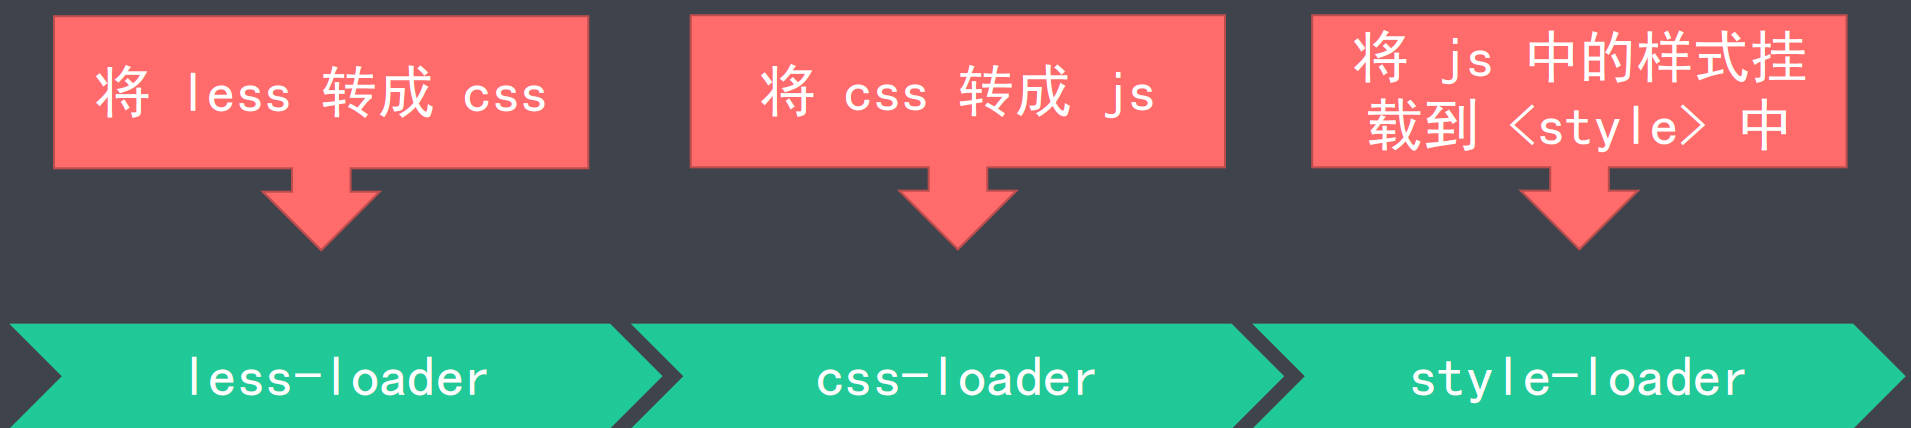 将 less 转成 css
将 css 转成 js
将 js 中的样式挂
载到 <style> 中
less-loader
css-loader
style-loader